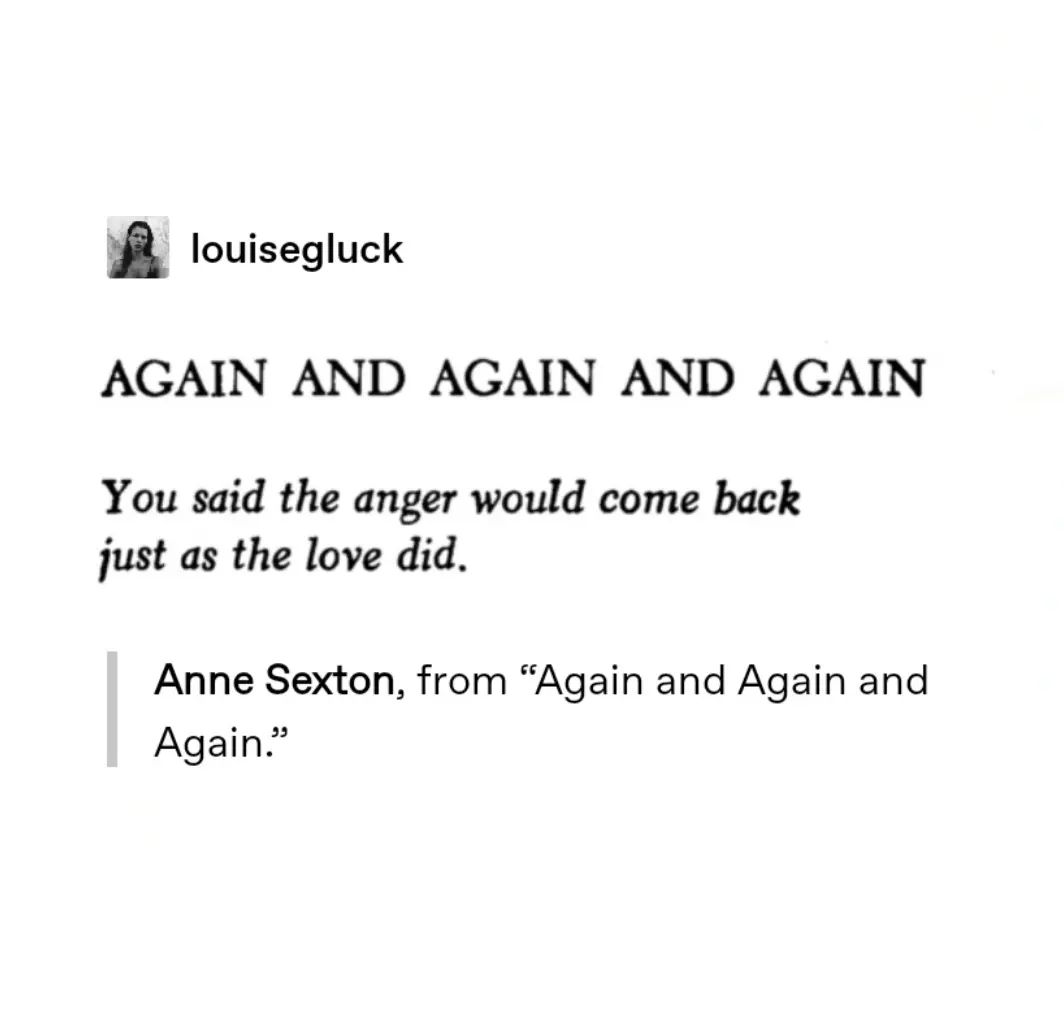 louisegluck
AGAIN AND AGAIN AND AGAIN
You said the anger would come back
just as the love did.
Anne Sexton, from “Again and Again and
Again.”